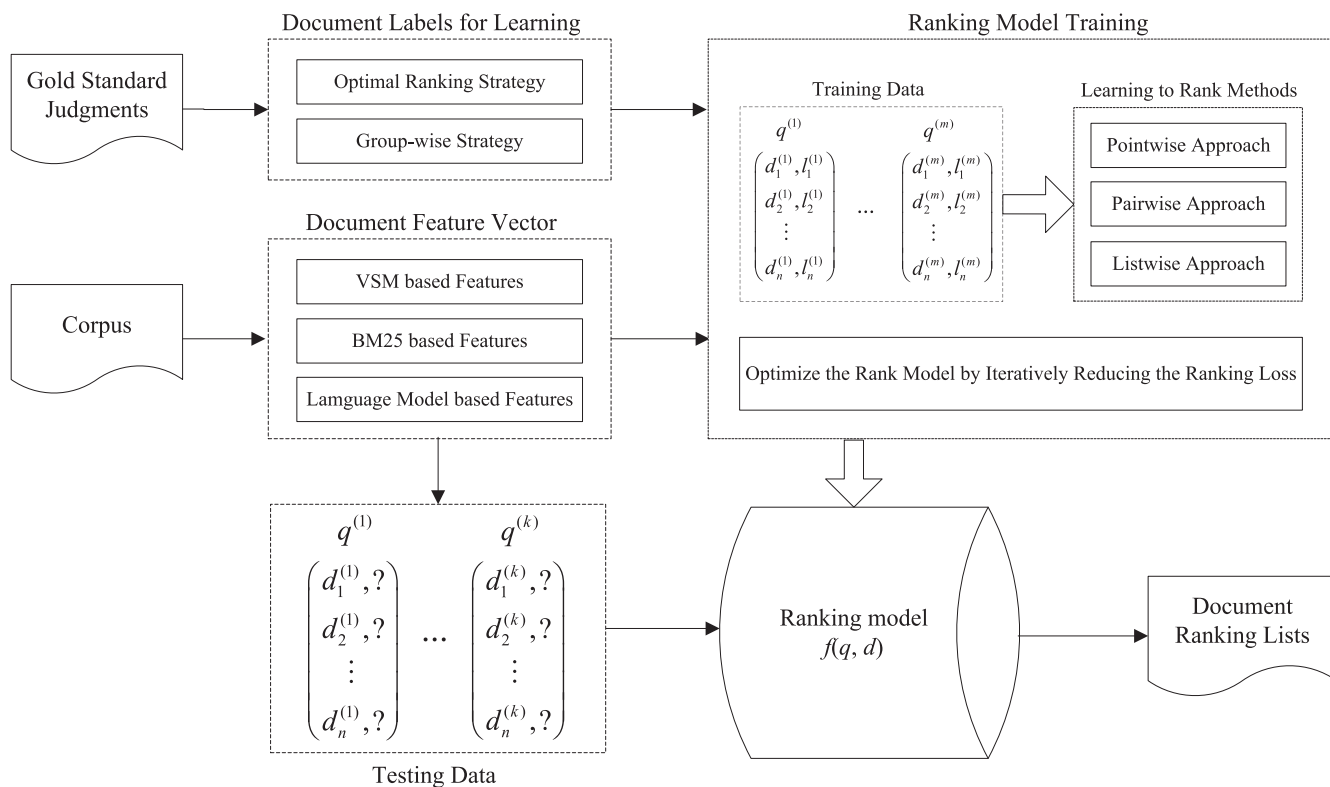 Document Labels for Learning
Ranking Model Training
Gold Standard
Judgments
Optimal Ranking Strategy
Group-wise Strategy
Training Data
Learning to Rank Methods
q^(1) q^(m)
d_1^(1), l_1^(1) d_1^(m), l_1^(m)
d_2^(1), l_2^(1) ... d_2^(m), l_2^(m)
⋮ ⋮
d_n^(1), l_n^(1) d_n^(m), l_n^(m)
Pointwise Approach
Pairwise Approach
Listwise Approach
Document Feature Vector
Corpus
VSM based Features
BM25 based Features
Lamguage Model based Features
Optimize the Rank Model by Iteratively Reducing the Ranking Loss
q^(1) q^(k)
d_1^(1), ? d_1^(k), ?
d_2^(1), ? ... d_2^(k), ?
⋮ ⋮
d_n^(1), ? d_n^(k), ?
Testing Data
Ranking model
f(q, d)
Document
Ranking Lists